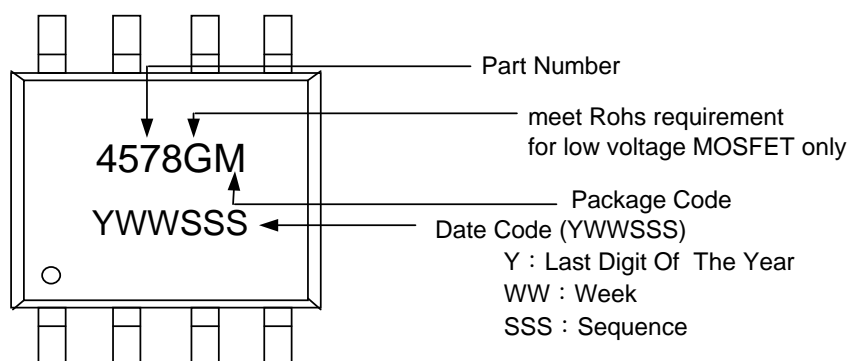 Part Number
meet Rohs requirement
for low voltage MOSFET only
4578GM
Package Code
YWWSSS
Date Code (YWWSSS)
Y：Last Digit Of The Year
WW：Week
SSS：Sequence